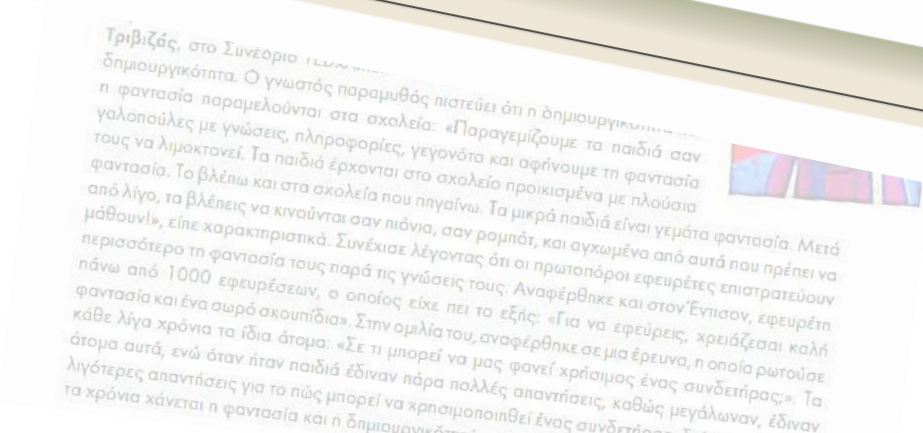 Τριβιζάς, στο Συνέδριο
δημιουργικότητα. Ο γνωστός παραμυθάς πιστεύει ότι η δημιουργικότητα
η φαντασία παραμελούνται στα σχολεία: «Παραγεμίζουμε τα παιδιά σαν
γαλοπούλες με γνώσεις, πληροφορίες, γεγονότα και αφήνουμε τη φαντασία
τους να λιμοκτονεί. Τα παιδιά έρχονται στο σχολείο προικισμένα με πλούσια
φαντασία. Το βλέπω και στα σχολεία που πηγαίνω. Τα μικρά παιδιά είναι γεμάτα φαντασία. Μετά
από λίγο, τα βλέπεις να κινούνται σαν πιόνια, σαν ρομπότ, και αγχωμένα από αυτά που πρέπει να
μάθουν!», είπε χαρακτηριστικά. Συνέχισε λέγοντας ότι οι πρωτοπόροι εφευρέτες επιστρατεύουν
περισσότερο τη φαντασία τους παρά τις γνώσεις τους. Αναφέρθηκε και στον Έντισον, εφευρέτη
πάνω από 1000 εφευρέσεων, ο οποίος είχε πει το εξής: «Για να εφεύρεις, χρειάζεσαι καλή
φαντασία και ένα σωρό σκουπίδια». Στην ομιλία του, αναφέρθηκε σε μια έρευνα, η οποία ρωτούσε
κάθε λίγα χρόνια τα ίδια άτομα: «Σε τι μπορεί να μας φανεί χρήσιμος ένας συνδετήρας;». Τα
άτομα αυτά, ενώ όταν ήταν παιδιά έδιναν πάρα πολλές απαντήσεις, καθώς μεγάλωναν, έδιναν
λιγότερες απαντήσεις για το πώς μπορεί να χρησιμοποιηθεί ένας συνδετήρας
τα χρόνια χάνεται η φαντασία και η